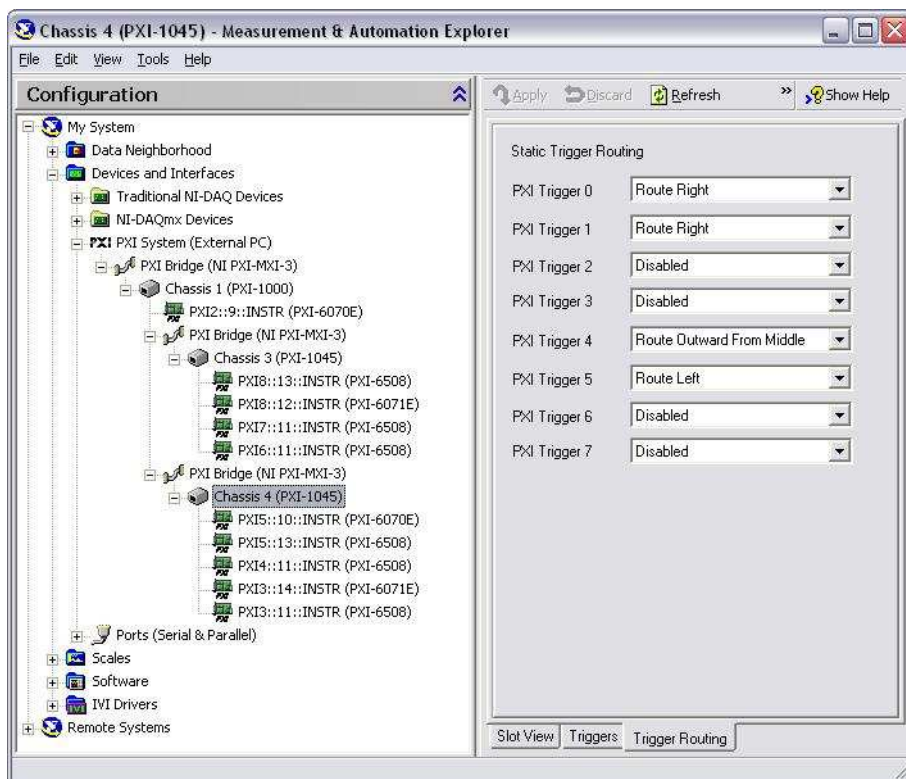 Chassis 4 (PXI-1045) - Measurement & Automation Explorer
File Edit View Tools Help
Configuration
My System
Data Neighborhood
Devices and Interfaces
Traditional NI-DAQ Devices
NI-DAQmx Devices
PXI PXI System (External PC)
PXI Bridge (NI PXI-MXI-3)
Chassis 1 (PXI-1000)
PXI2::9::INSTR (PXI-6070E)
PXI Bridge (NI PXI-MXI-3)
Chassis 3 (PXI-1045)
PXI8::13::INSTR (PXI-6508)
PXI8::12::INSTR (PXI-6071E)
PXI7::11::INSTR (PXI-6508)
PXI6::11::INSTR (PXI-6508)
PXI Bridge (NI PXI-MXI-3)
Chassis 4 (PXI-1045)
PXI5::10::INSTR (PXI-6070E)
PXI5::13::INSTR (PXI-6508)
PXI4::11::INSTR (PXI-6508)
PXI3::14::INSTR (PXI-6071E)
PXI3::11::INSTR (PXI-6508)
Ports (Serial & Parallel)
Scales
Software
IVI Drivers
Remote Systems
Apply Discard Refresh » Show Help
Static Trigger Routing
PXI Trigger 0 Route Right
PXI Trigger 1 Route Right
PXI Trigger 2 Disabled
PXI Trigger 3 Disabled
PXI Trigger 4 Route Outward From Middle
PXI Trigger 5 Route Left
PXI Trigger 6 Disabled
PXI Trigger 7 Disabled
Slot View Triggers Trigger Routing